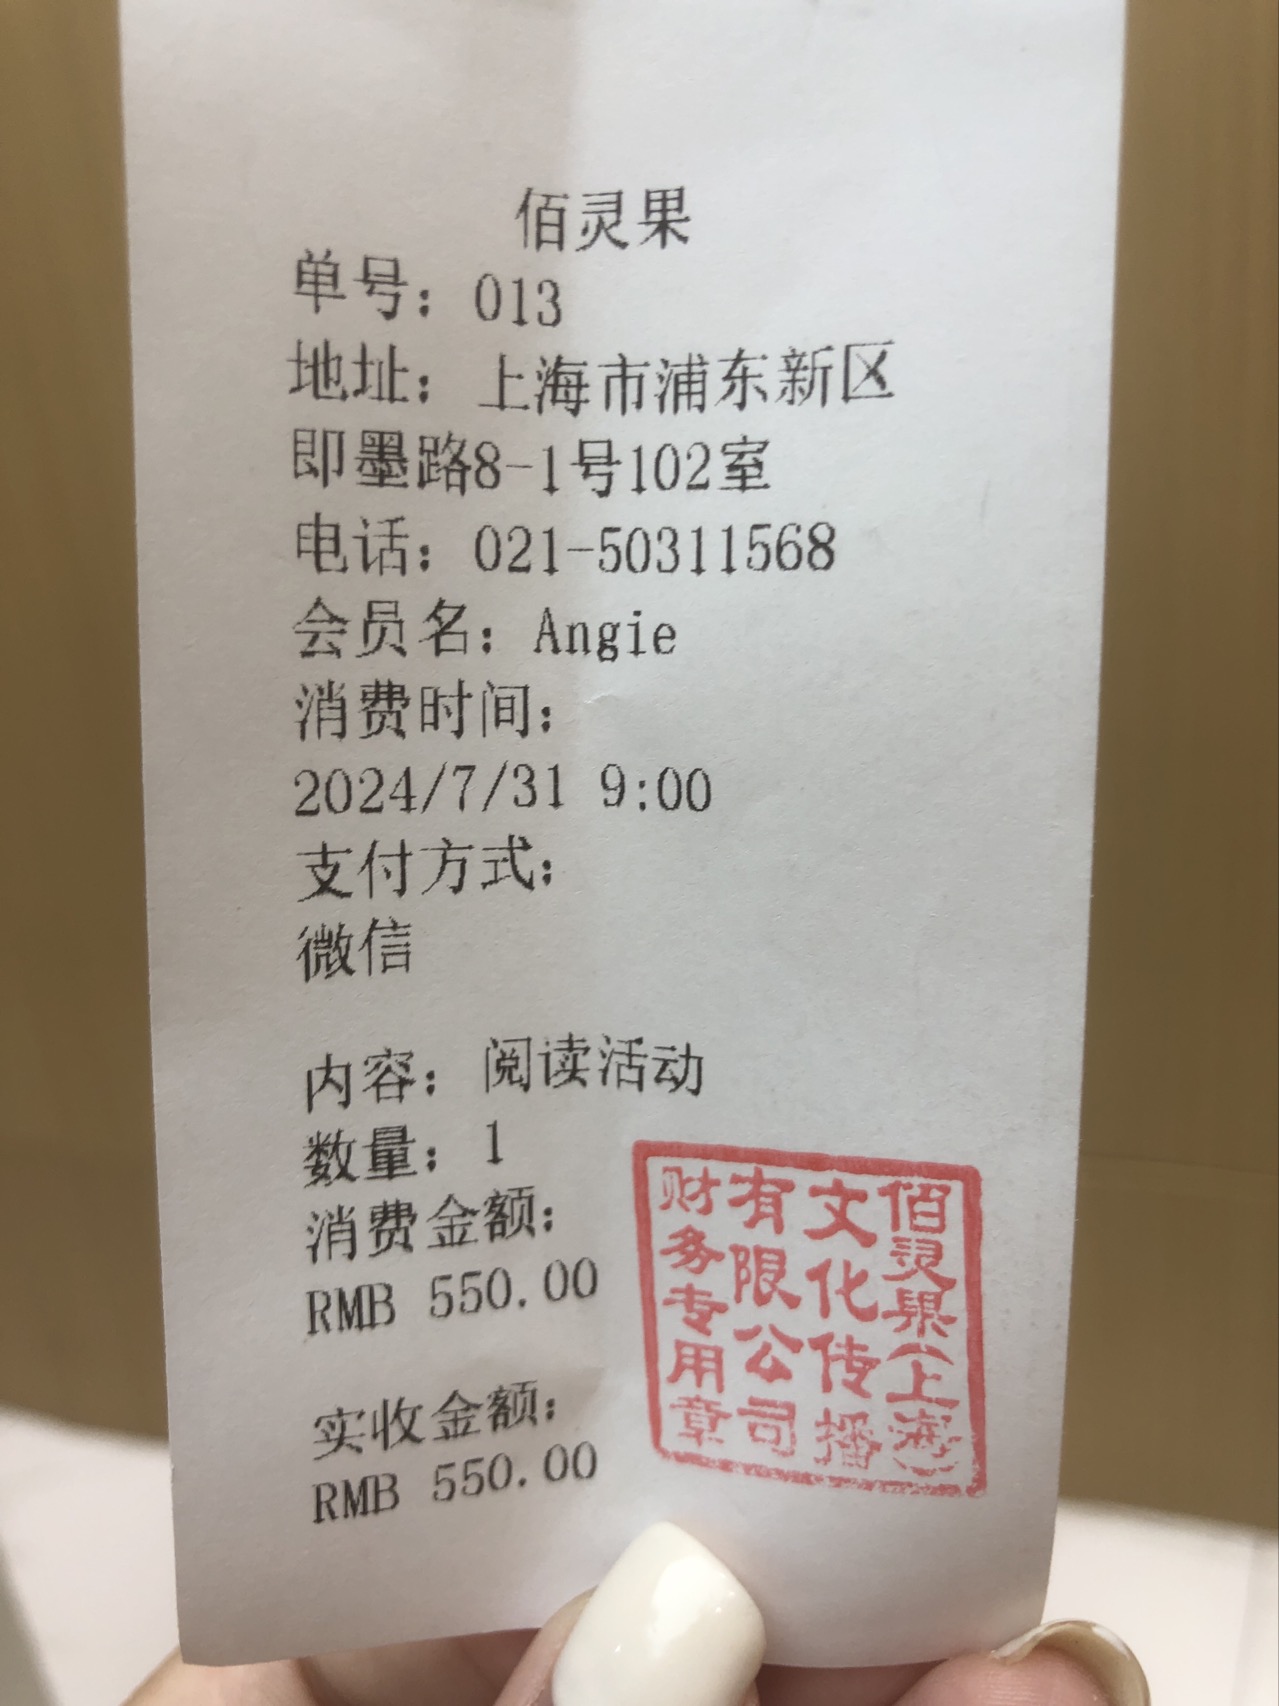 佰灵果
单号：013
地址：上海市浦东新区
即墨路8-1号102室
电话：021-50311568
会员名：Angie
消费时间：
2024/7/31 9:00
支付方式：
微信
内容：阅读活动
数量：1
消费金额：
RMB 550.00
实收金额：
RMB 550.00
佰灵果(上海)
文化传播
有限公司
财务专用章